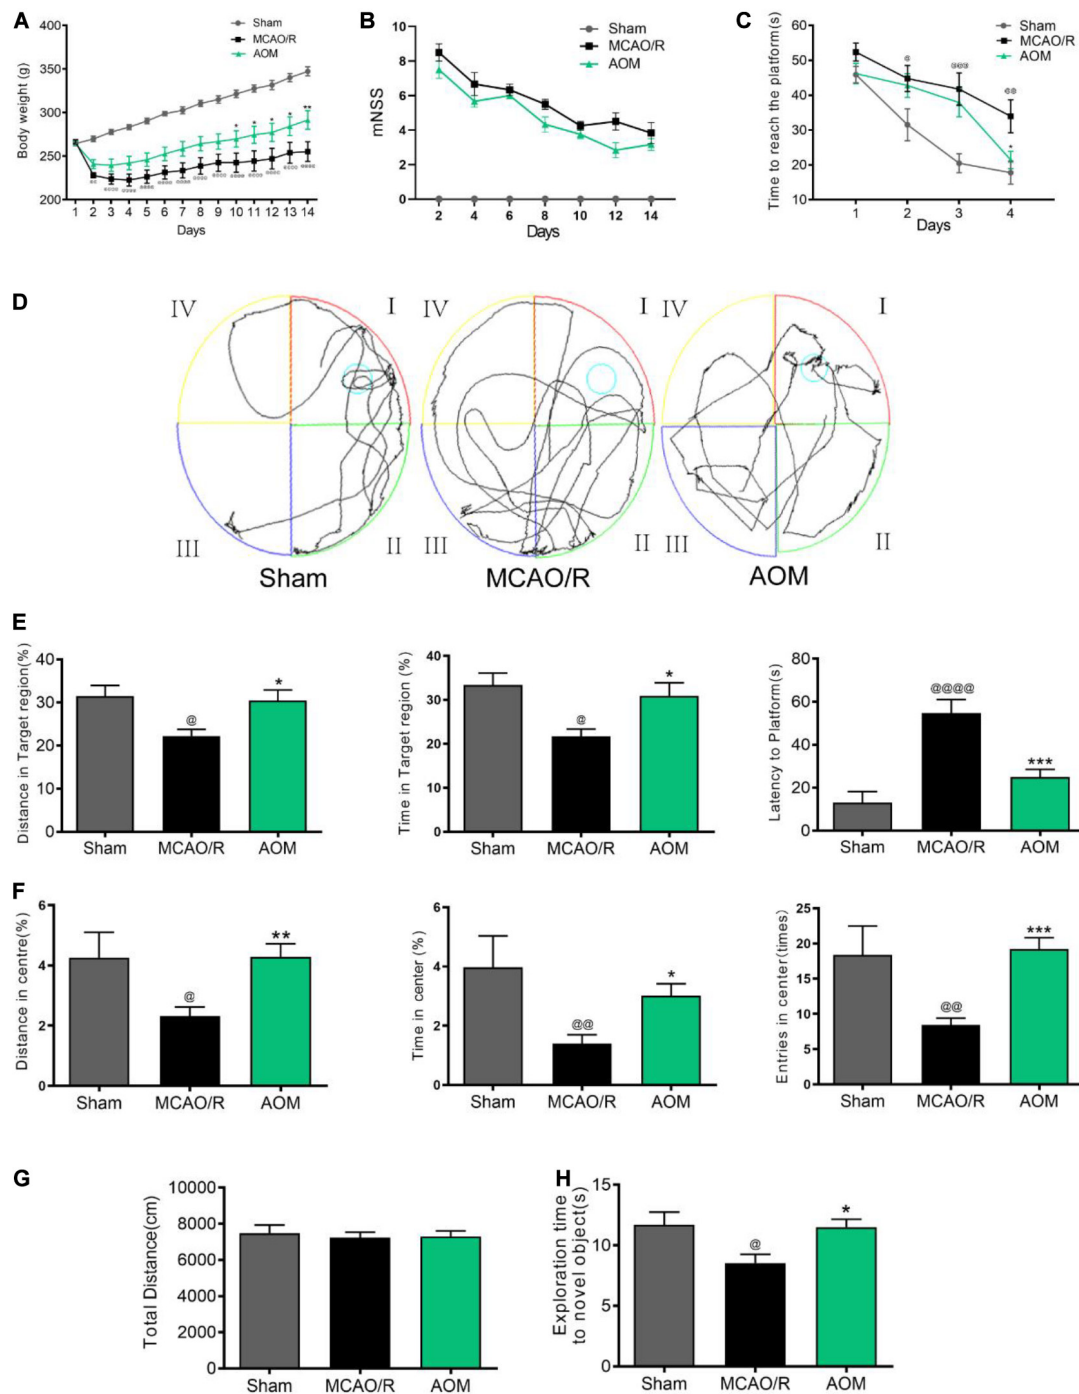 A
Body weight (g)
400
350
300
250
200
Sham
MCAO/R
AOM
* * * * **
@@ @@@@ @@@@ @@@@ @@@@ @@@@ @@@@ @@@@ @@@@ @@@@ @@@@ @@@@ @@@@
1 2 3 4 5 6 7 8 9 10 11 12 13 14
Days
B
mNSS
10
8
6
4
2
0
Sham
MCAO/R
AOM
2 4 6 8 10 12 14
Days
C
Time to reach the platform(s)
60
50
40
30
20
10
Sham
MCAO/R
AOM
@ @@@ @@
*
1 2 3 4
Days
D
IV I IV I IV I
III II III II III II
Sham MCAO/R AOM
E
Distance in Target region(%)
40
30
20
10
0
@ *
Sham MCAO/R AOM
Time in Target region (%)
40
30
20
10
0
@ *
Sham MCAO/R AOM
Latency to Platform(s)
80
60
40
20
0
@@@@ ***
Sham MCAO/R AOM
F
Distance in centre(%)
6
4
2
0
@ **
Sham MCAO/R AOM
Time in center (%)
6
4
2
0
@@ *
Sham MCAO/R AOM
Entries in center(times)
25
20
15
10
5
0
@@ ***
Sham MCAO/R AOM
G
Total Distance(cm)
10000
8000
6000
4000
2000
0
Sham MCAO/R AOM
H
Exploration time
to novel object(s)
15
10
5
0
@ *
Sham MCAO/R AOM